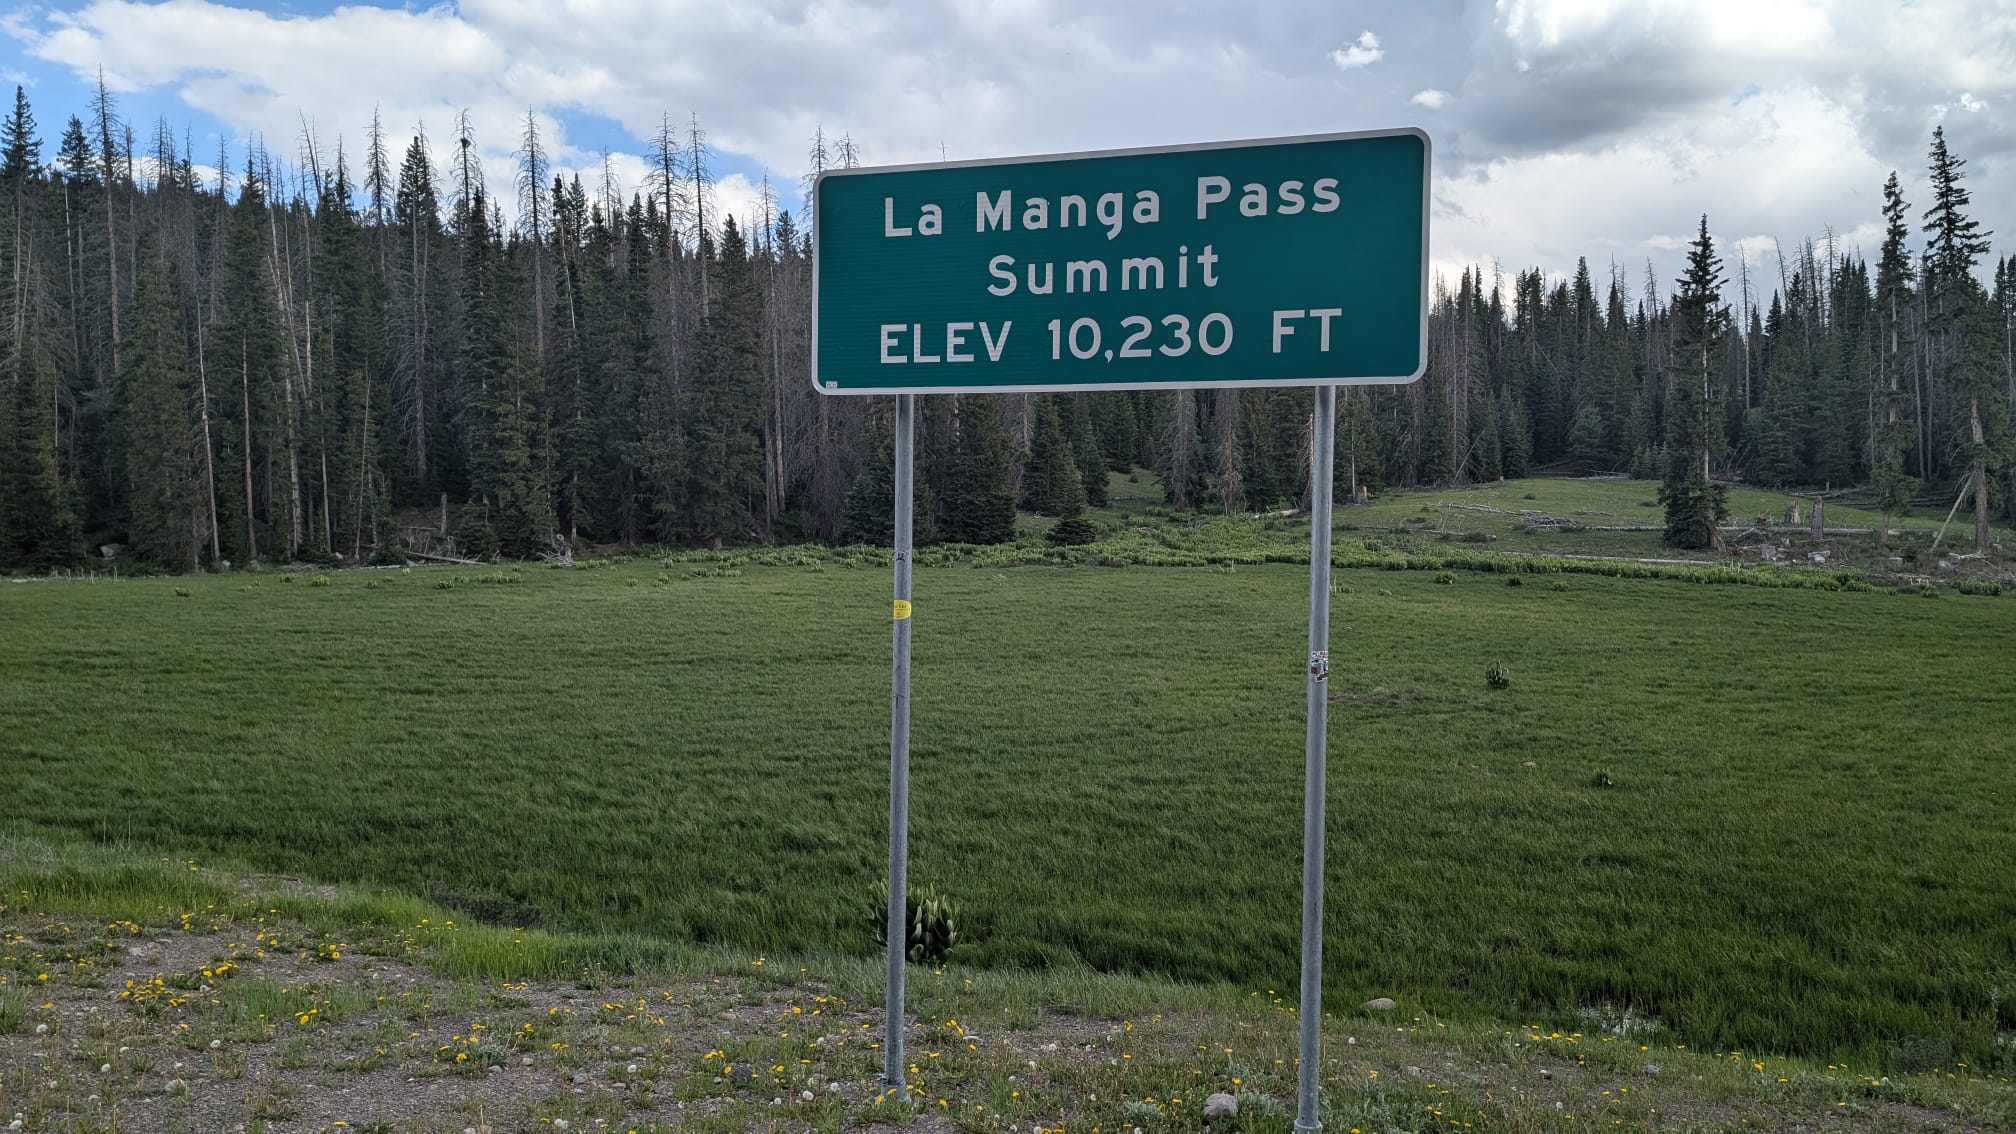 La Manga Pass
Summit
ELEV 10,230 FT